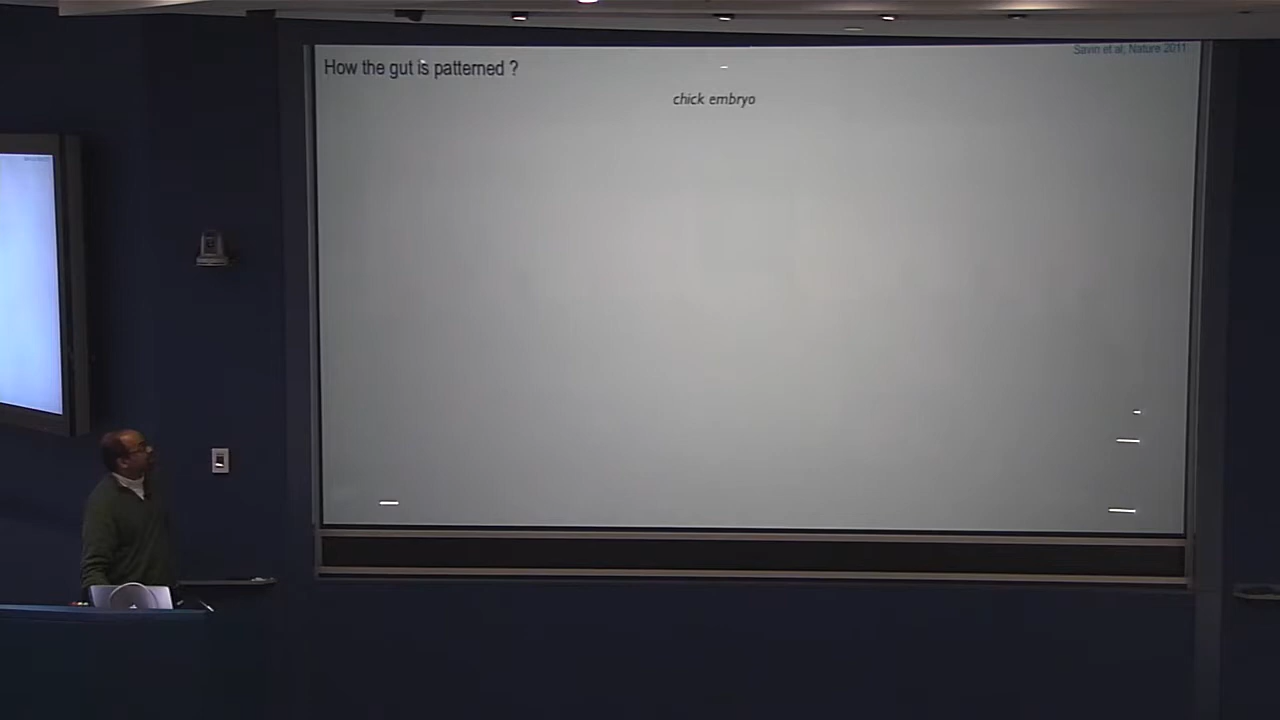 Savin et al, Nature 2011
How the gut is patterned ?
chick embryo